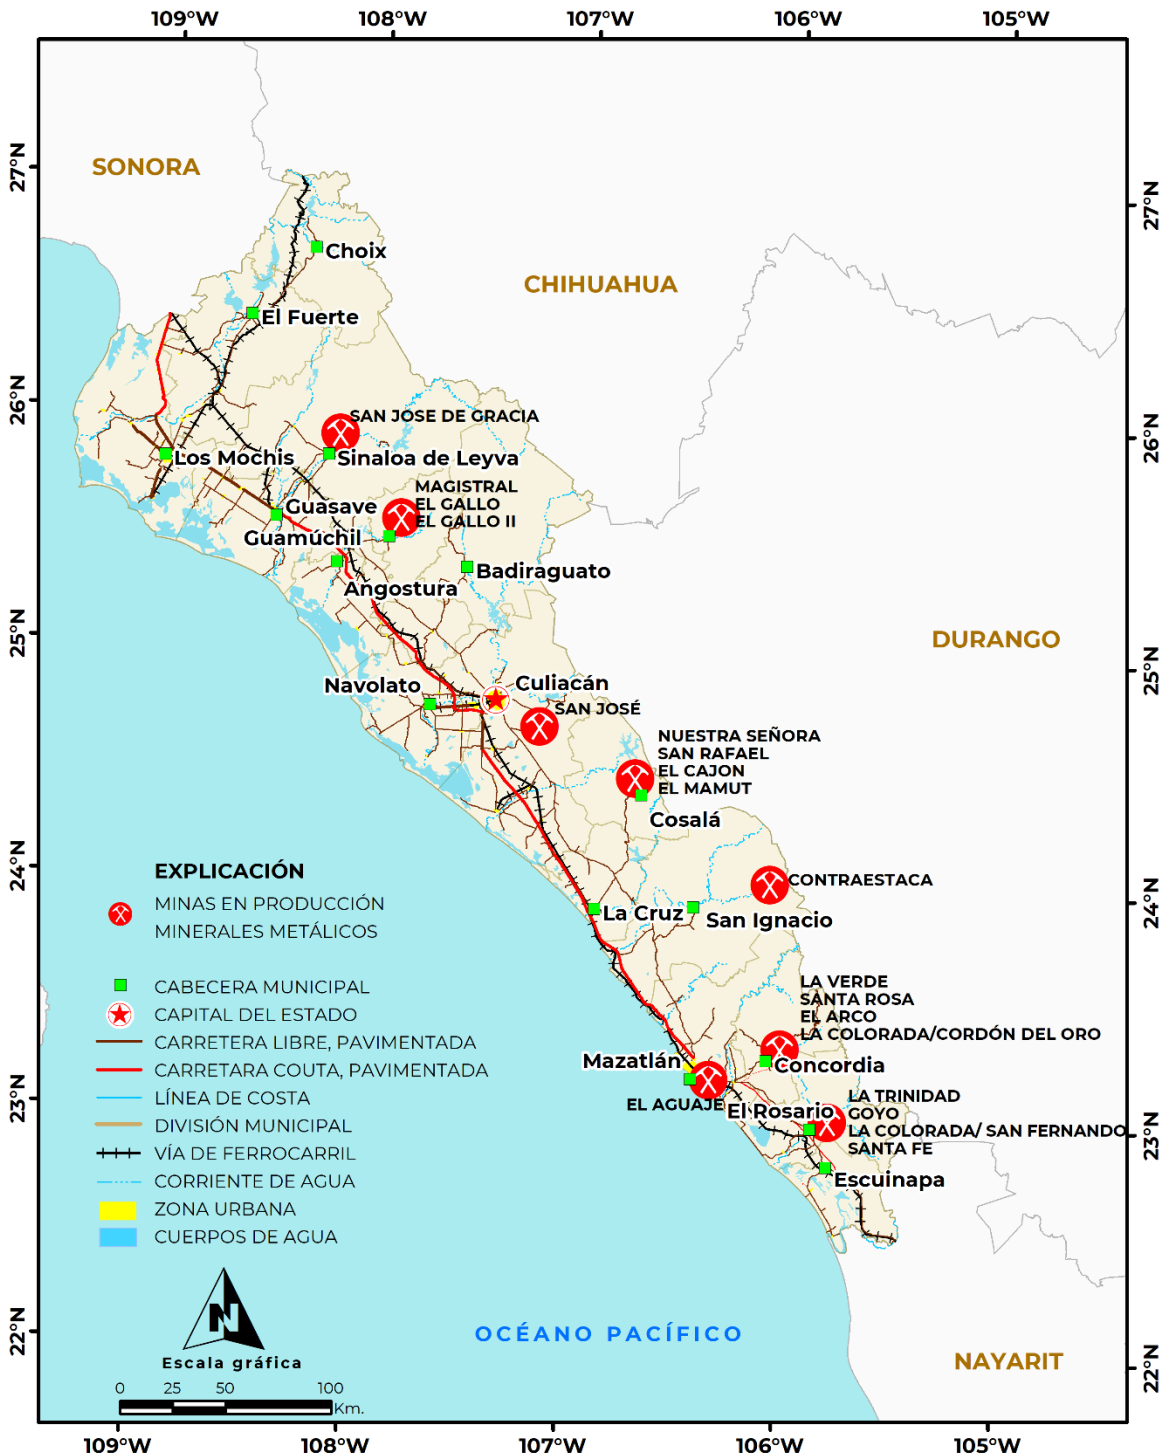 109°W 108°W 107°W 106°W 105°W
27°N
27°N
SONORA
Choix
CHIHUAHUA
El Fuerte
26°N
26°N
SAN JOSE DE GRACIA
Los Mochis
Sinaloa de Leyva
MAGISTRAL
EL GALLO
EL GALLO II
Guasave
Guamúchil
Badiraguato
Angostura
25°N
25°N
DURANGO
Navolato
Culiacán
SAN JOSÉ
NUESTRA SEÑORA
SAN RAFAEL
EL CAJON
EL MAMUT
Cosalá
24°N
24°N
CONTRAESTACA
La Cruz
San Ignacio
LA VERDE
SANTA ROSA
EL ARCO
LA COLORADA/CORDÓN DEL ORO
Mazatlán
Concordia
EL AGUAJE
El Rosario
LA TRINIDAD
GOYO
LA COLORADA/ SAN FERNANDO
SANTA FE
Escuinapa
23°N
23°N
EXPLICACIÓN
MINAS EN PRODUCCIÓN
MINERALES METÁLICOS
CABECERA MUNICIPAL
CAPITAL DEL ESTADO
CARRETERA LIBRE, PAVIMENTADA
CARRETARA COUTA, PAVIMENTADA
LÍNEA DE COSTA
DIVISIÓN MUNICIPAL
VÍA DE FERROCARRIL
CORRIENTE DE AGUA
ZONA URBANA
CUERPOS DE AGUA
N
Escala gráfica
0 25 50 100
Km.
OCÉANO PACÍFICO
NAYARIT
22°N
22°N
109°W 108°W 107°W 106°W 105°W